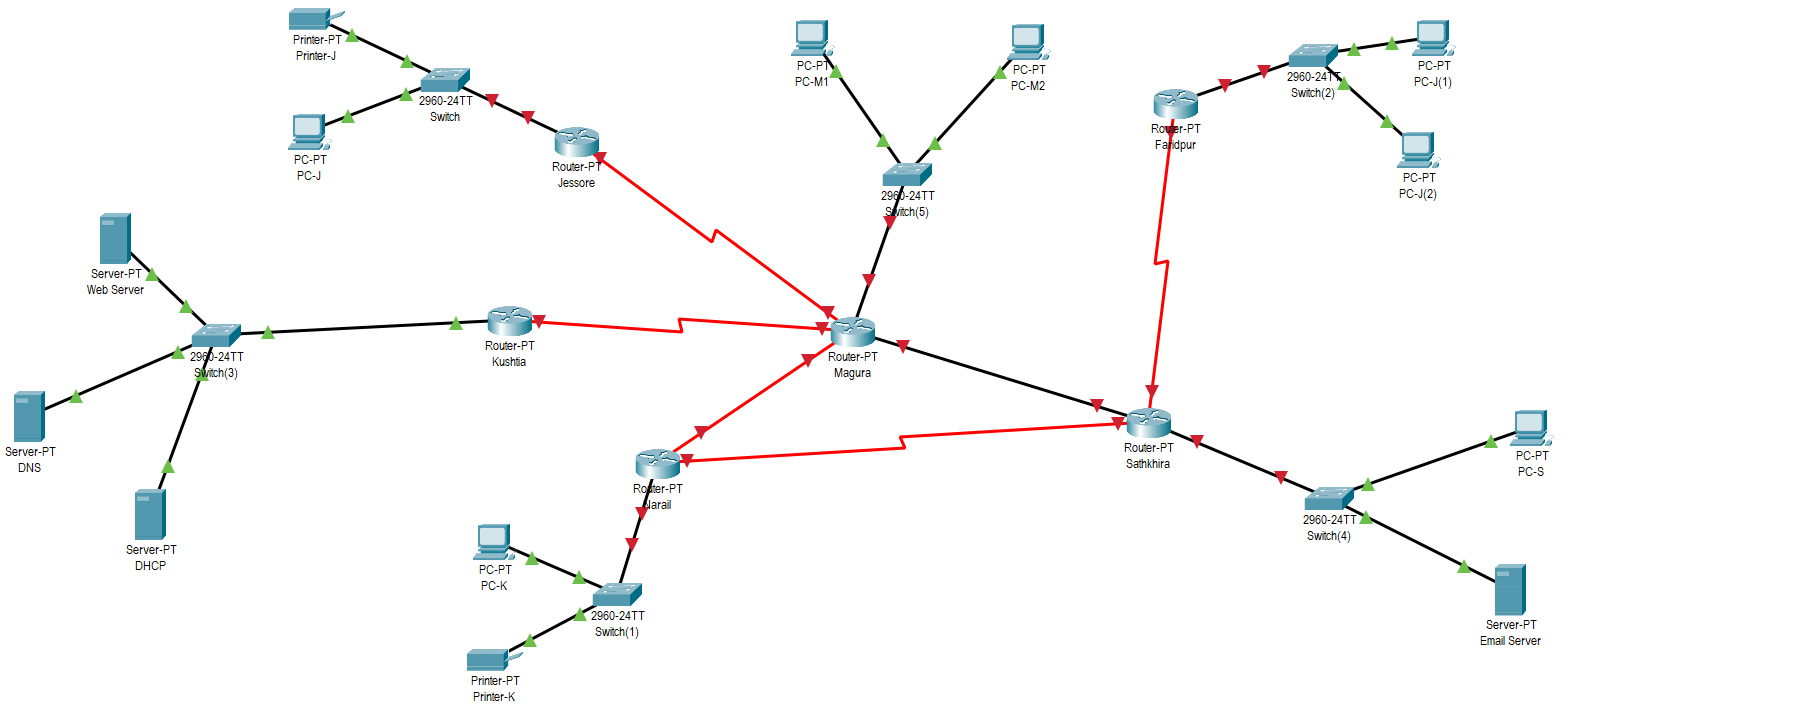 Printer-PT
Printer-J
2960-24TT
Switch
PC-PT
PC-J
Router-PT
Jessore
PC-PT
PC-M1
PC-PT
PC-M2
2960-24TT
Switch(5)
Router-PT
Faridpur
2960-24TT
Switch(2)
PC-PT
PC-J(1)
PC-PT
PC-J(2)
Server-PT
Web Server
2960-24TT
Switch(3)
Server-PT
DNS
Server-PT
DHCP
Router-PT
Kushtia
Router-PT
Magura
Router-PT
Narail
Router-PT
Sathkhira
PC-PT
PC-S
2960-24TT
Switch(4)
Server-PT
Email Server
PC-PT
PC-K
2960-24TT
Switch(1)
Printer-PT
Printer-K